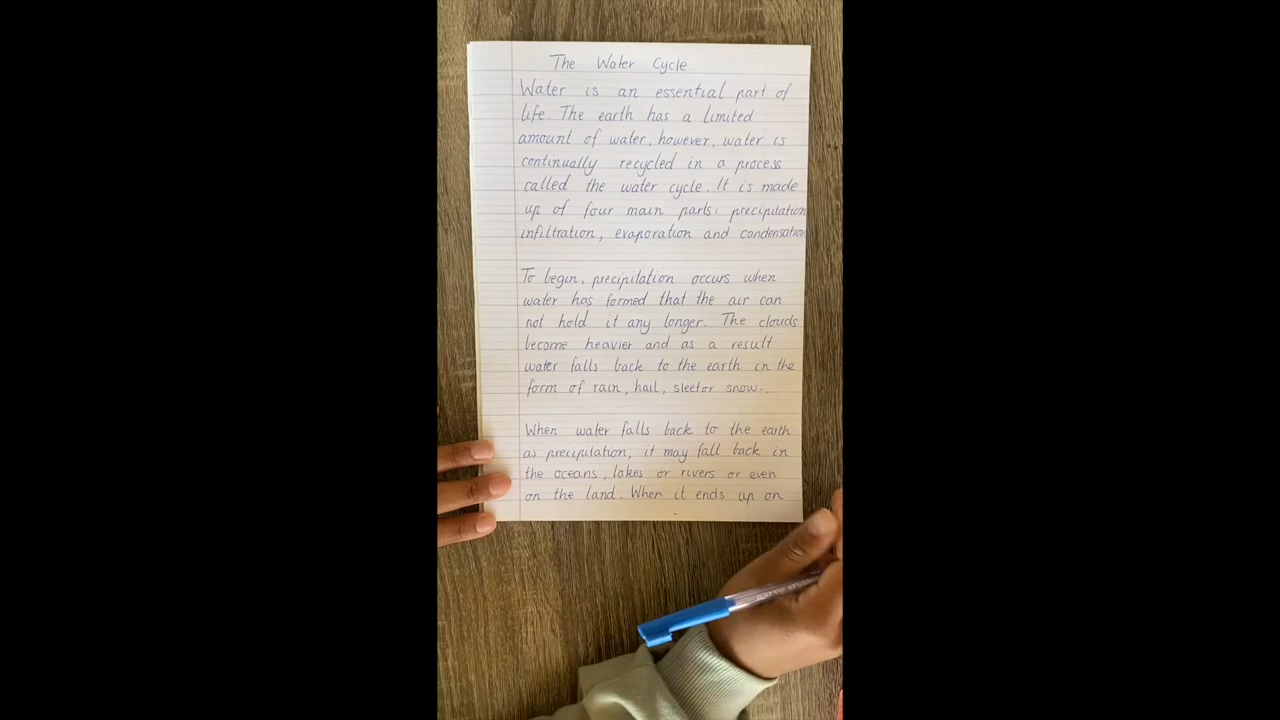 The Water Cycle
Water is an essential part of
life. The earth has a limited
amount of water, however, water is
continually recycled in a process
called the water cycle. It is made
up of four main parts: precipitation
infiltration, evaporation and condensation
To begin, precipitation occurs when
water has formed that the air can
not hold it any longer. The clouds
become heavier and as a result
water falls back to the earth in the
form of rain, hail, sleet or snow.
When water falls back to the earth
as precipitation, it may fall back in
the oceans, lakes or rivers or even
on the land. When it ends up on